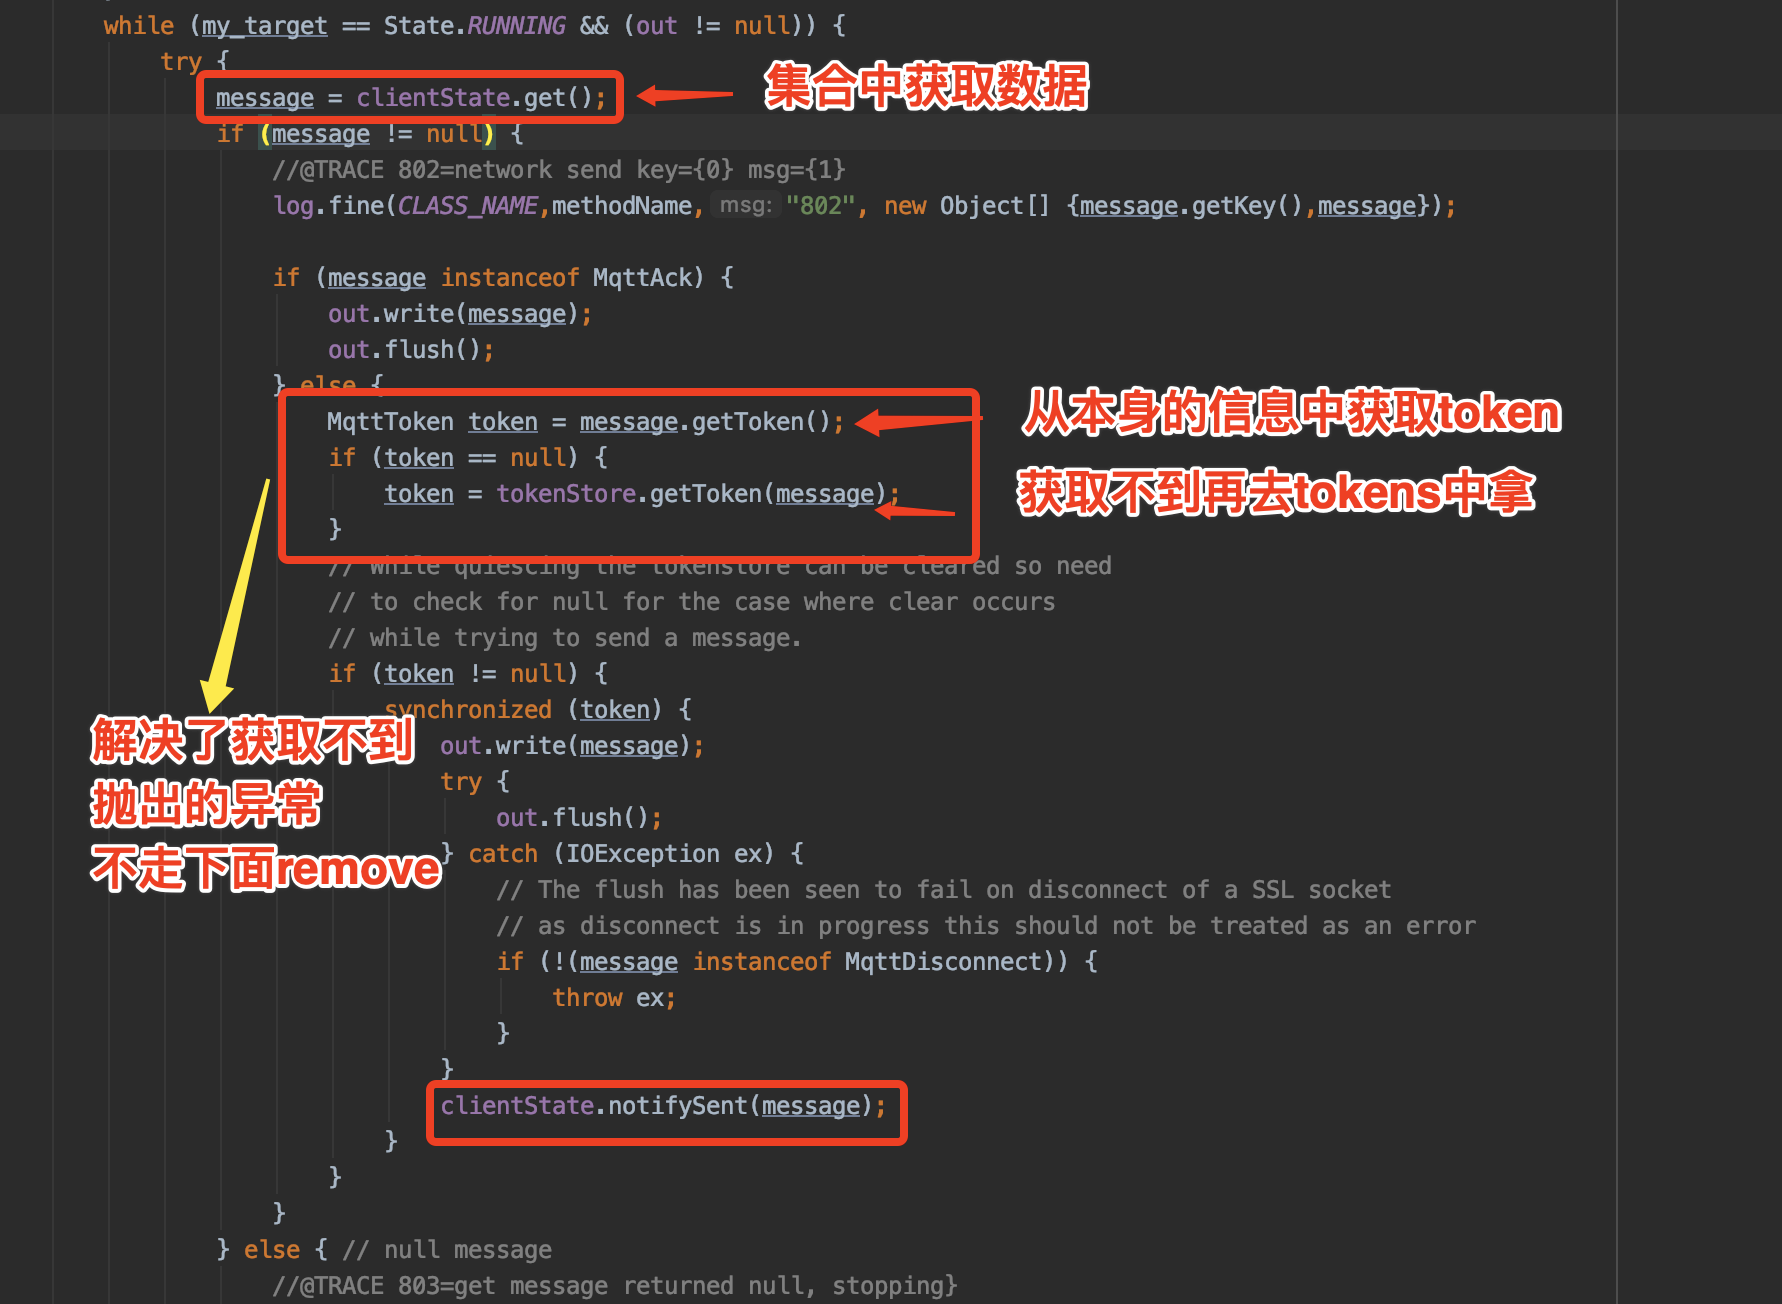 while (my_target == State.RUNNING && (out != null)) {
try {
message = clientState.get();
集合中获取数据
if (message != null) {
//@TRACE 802=network send key={0} msg={1}
log.fine(CLASS_NAME,methodName, msg: "802", new Object[] {message.getKey(),message});
if (message instanceof MqttAck) {
out.write(message);
out.flush();
} else {
MqttToken token = message.getToken();
从本身的信息中获取token
if (token == null) {
token = tokenStore.getToken(message);
获取不到再去tokens中拿
}
// While quiescing the tokenstore can be cleared so need
// to check for null for the case where clear occurs
// while trying to send a message.
if (token != null) {
synchronized (token) {
解决了获取不到
抛出的异常
不走下面remove
out.write(message);
try {
out.flush();
} catch (IOException ex) {
// The flush has been seen to fail on disconnect of a SSL socket
// as disconnect is in progress this should not be treated as an error
if (!(message instanceof MqttDisconnect)) {
throw ex;
}
}
clientState.notifySent(message);
}
}
}
} else { // null message
//@TRACE 803=get message returned null, stopping}